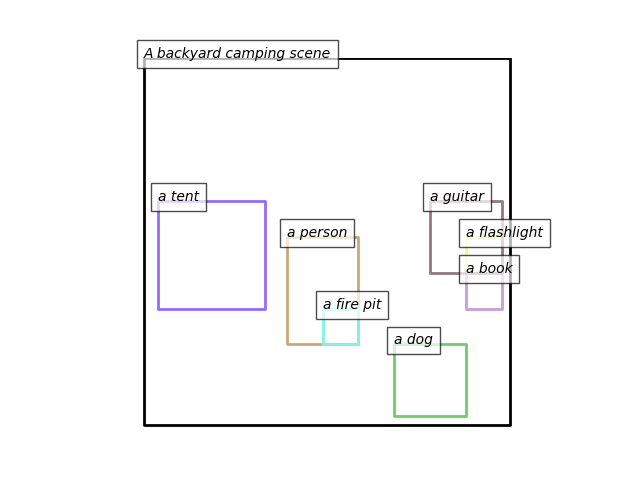 A backyard camping scene
a tent
a guitar
a person
a flashlight
a book
a fire pit
a dog